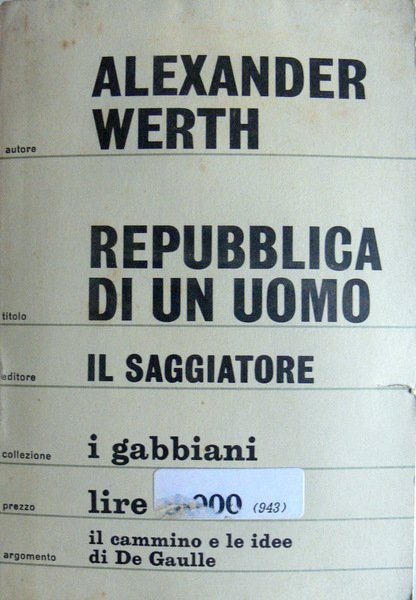 ALEXANDER
autore WERTH
REPUBBLICA
titolo DI UN UOMO
editore IL SAGGIATORE
collezione i gabbiani
prezzo lire 000 (943)
il cammino e le idee
argomento di De Gaulle